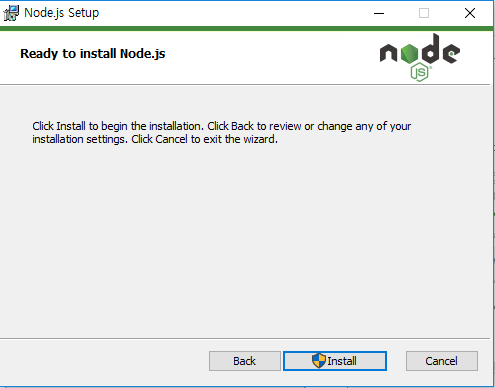 Node.js Setup
Ready to install Node.js
node
JS
Click Install to begin the installation. Click Back to review or change any of your
installation settings. Click Cancel to exit the wizard.
Back
Install
Cancel